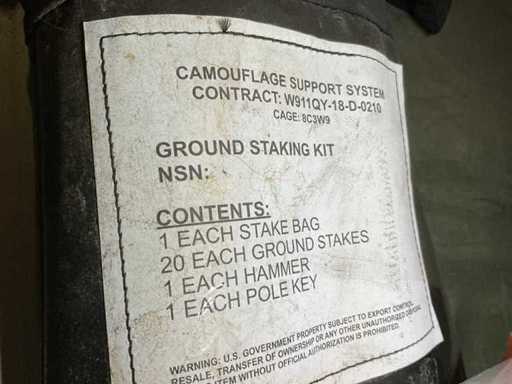 CAMOUFLAGE SUPPORT SYSTEM
CONTRACT: W911QY-18-D-0210
CAGE: 8C3W9
GROUND STAKING KIT
NSN:
CONTENTS:
1 EACH STAKE BAG
20 EACH GROUND STAKES
1 EACH HAMMER
1 EACH POLE KEY
WARNING: U.S. GOVERNMENT PROPERTY SUBJECT TO EXPORT CONTROL.
RESALE, TRANSFER OF OWNERSHIP OR ANY OTHER UNAUTHORIZED
ITEM WITHOUT OFFICIAL AUTHORIZATION IS PROHIBITED.